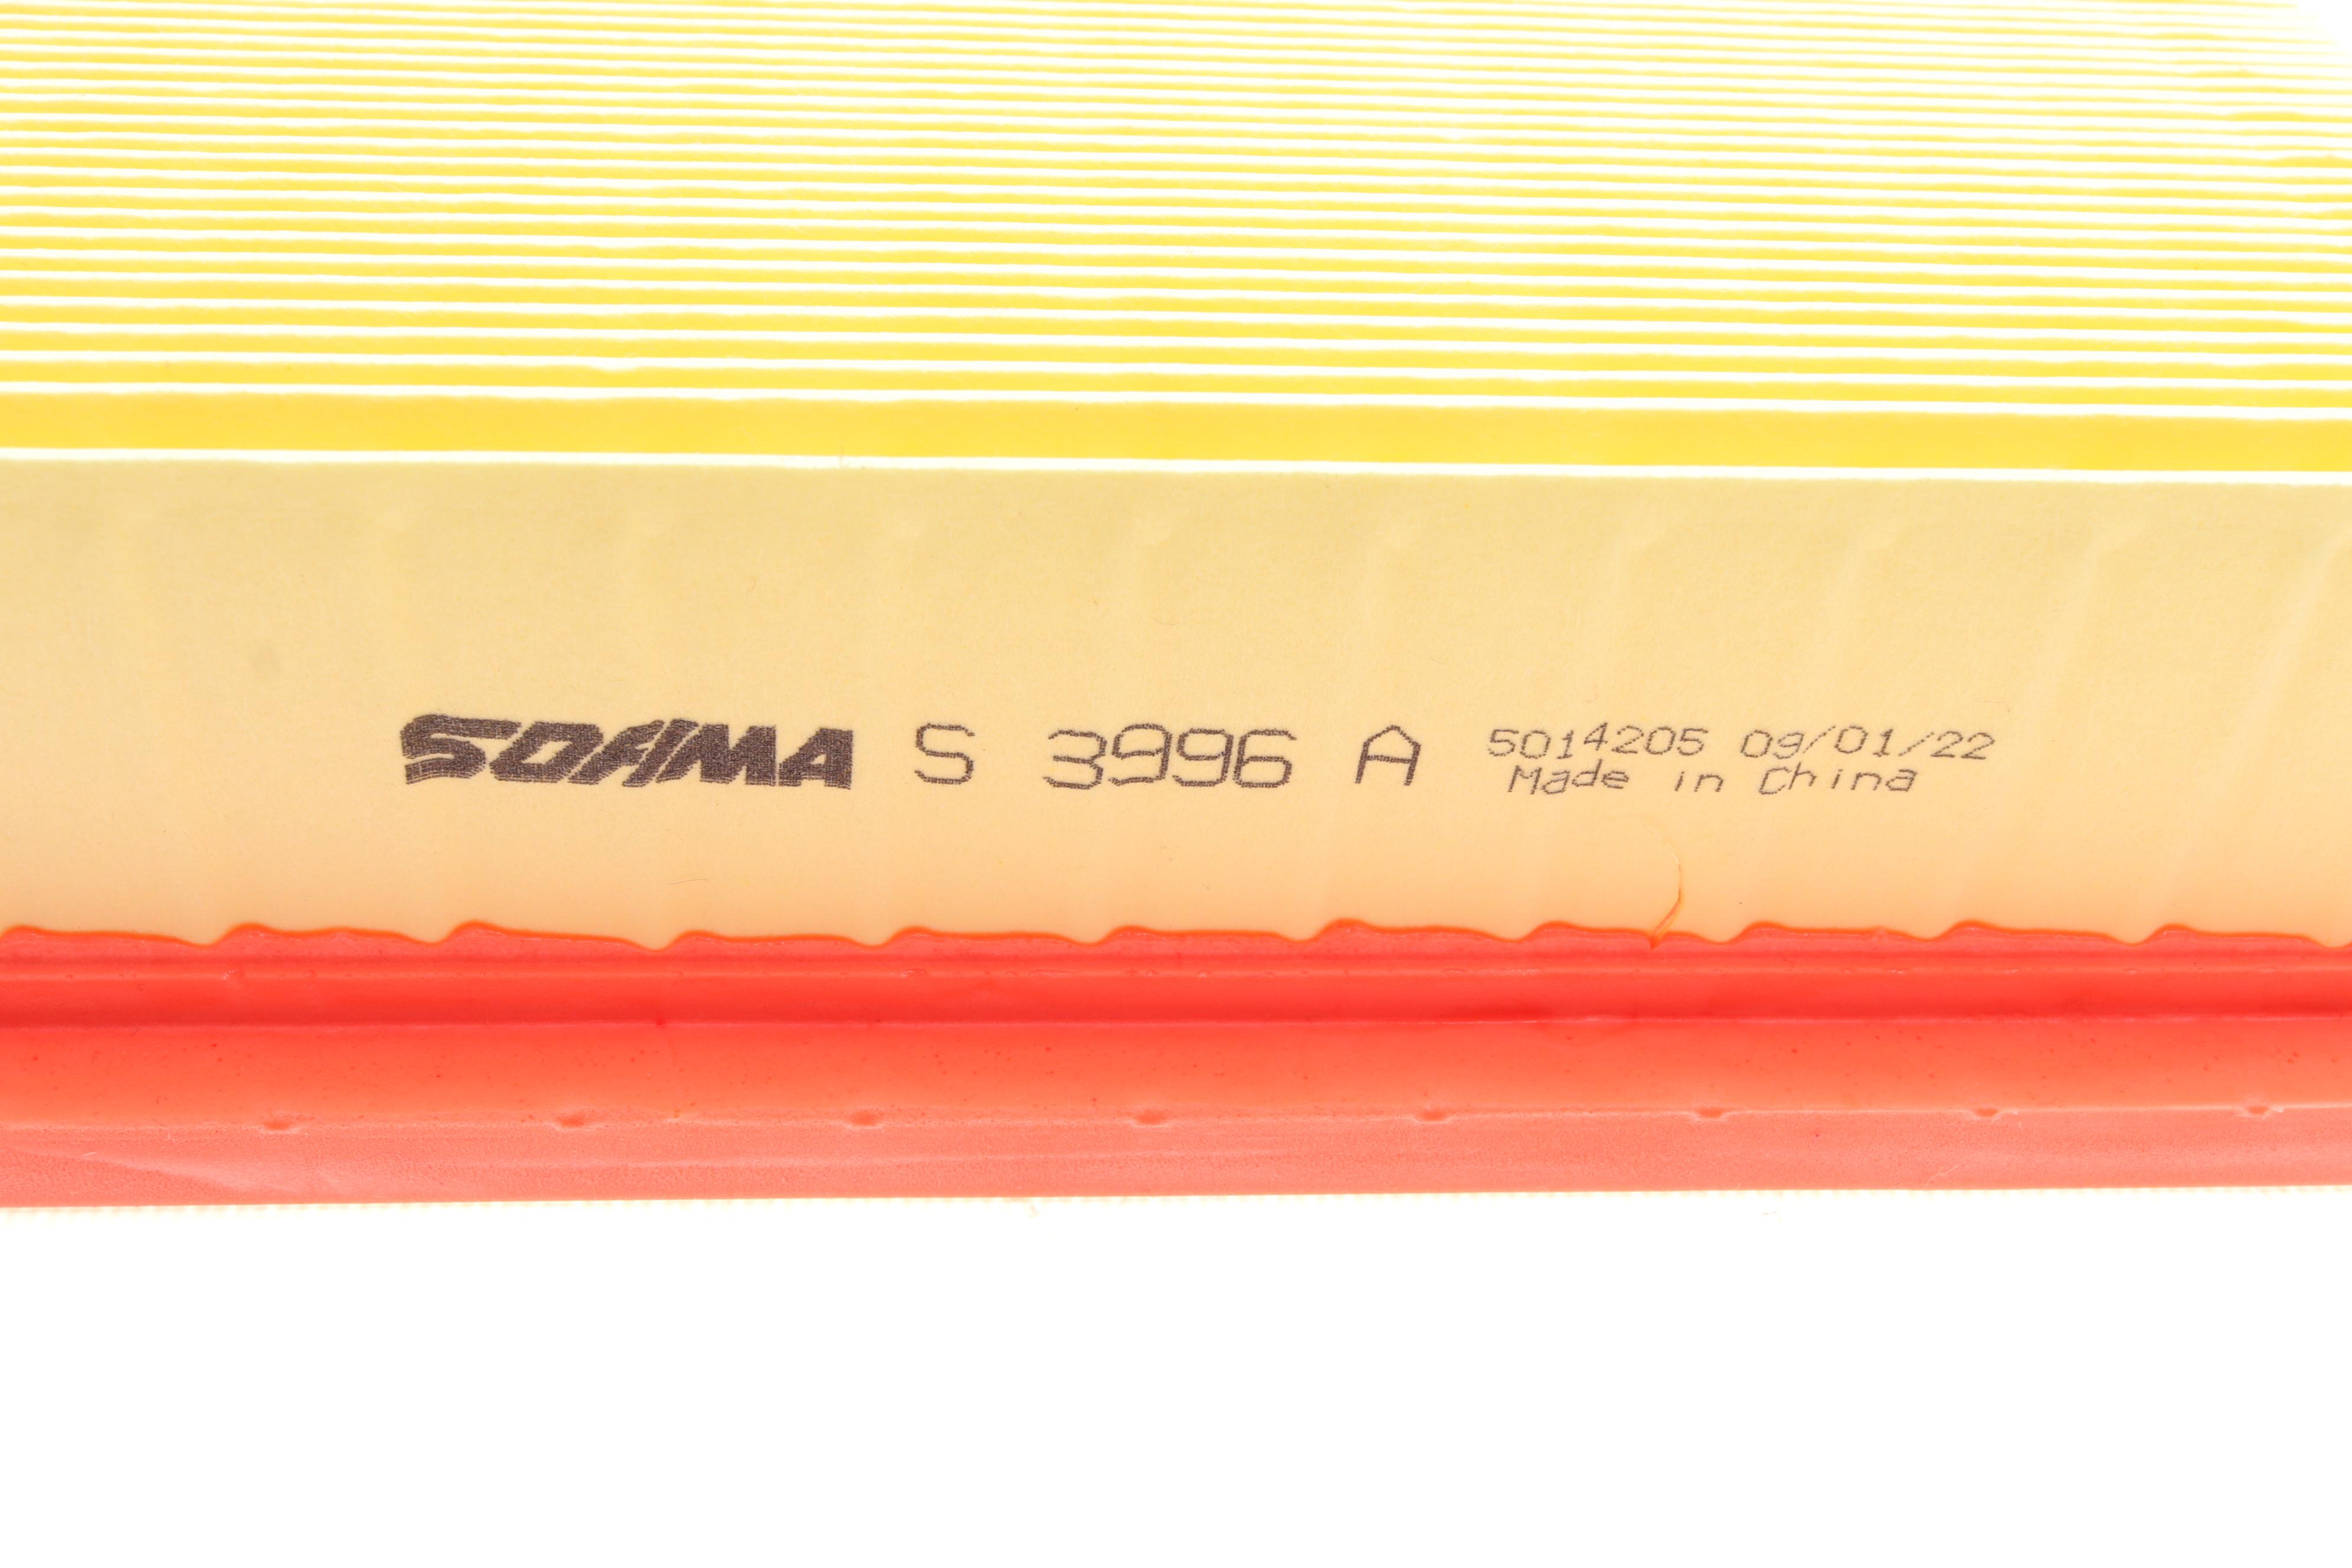 SOFIMA S 3996 A 5014205 09/01/22
Made in China